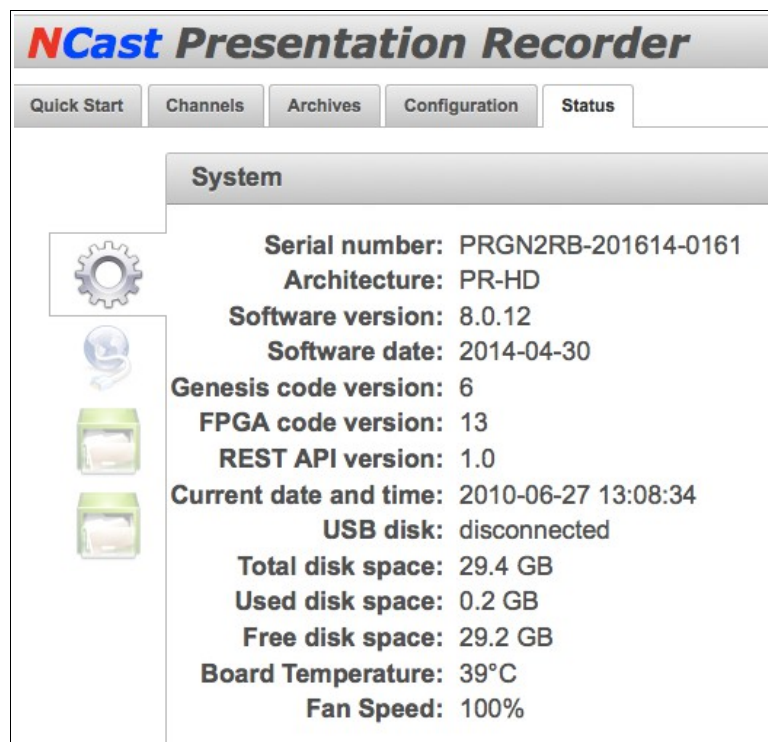 NCast Presentation Recorder
Quick Start Channels Archives Configuration Status
System
Serial number: PRGN2RB-201614-0161
Architecture: PR-HD
Software version: 8.0.12
Software date: 2014-04-30
Genesis code version: 6
FPGA code version: 13
REST API version: 1.0
Current date and time: 2010-06-27 13:08:34
USB disk: disconnected
Total disk space: 29.4 GB
Used disk space: 0.2 GB
Free disk space: 29.2 GB
Board Temperature: 39°C
Fan Speed: 100%